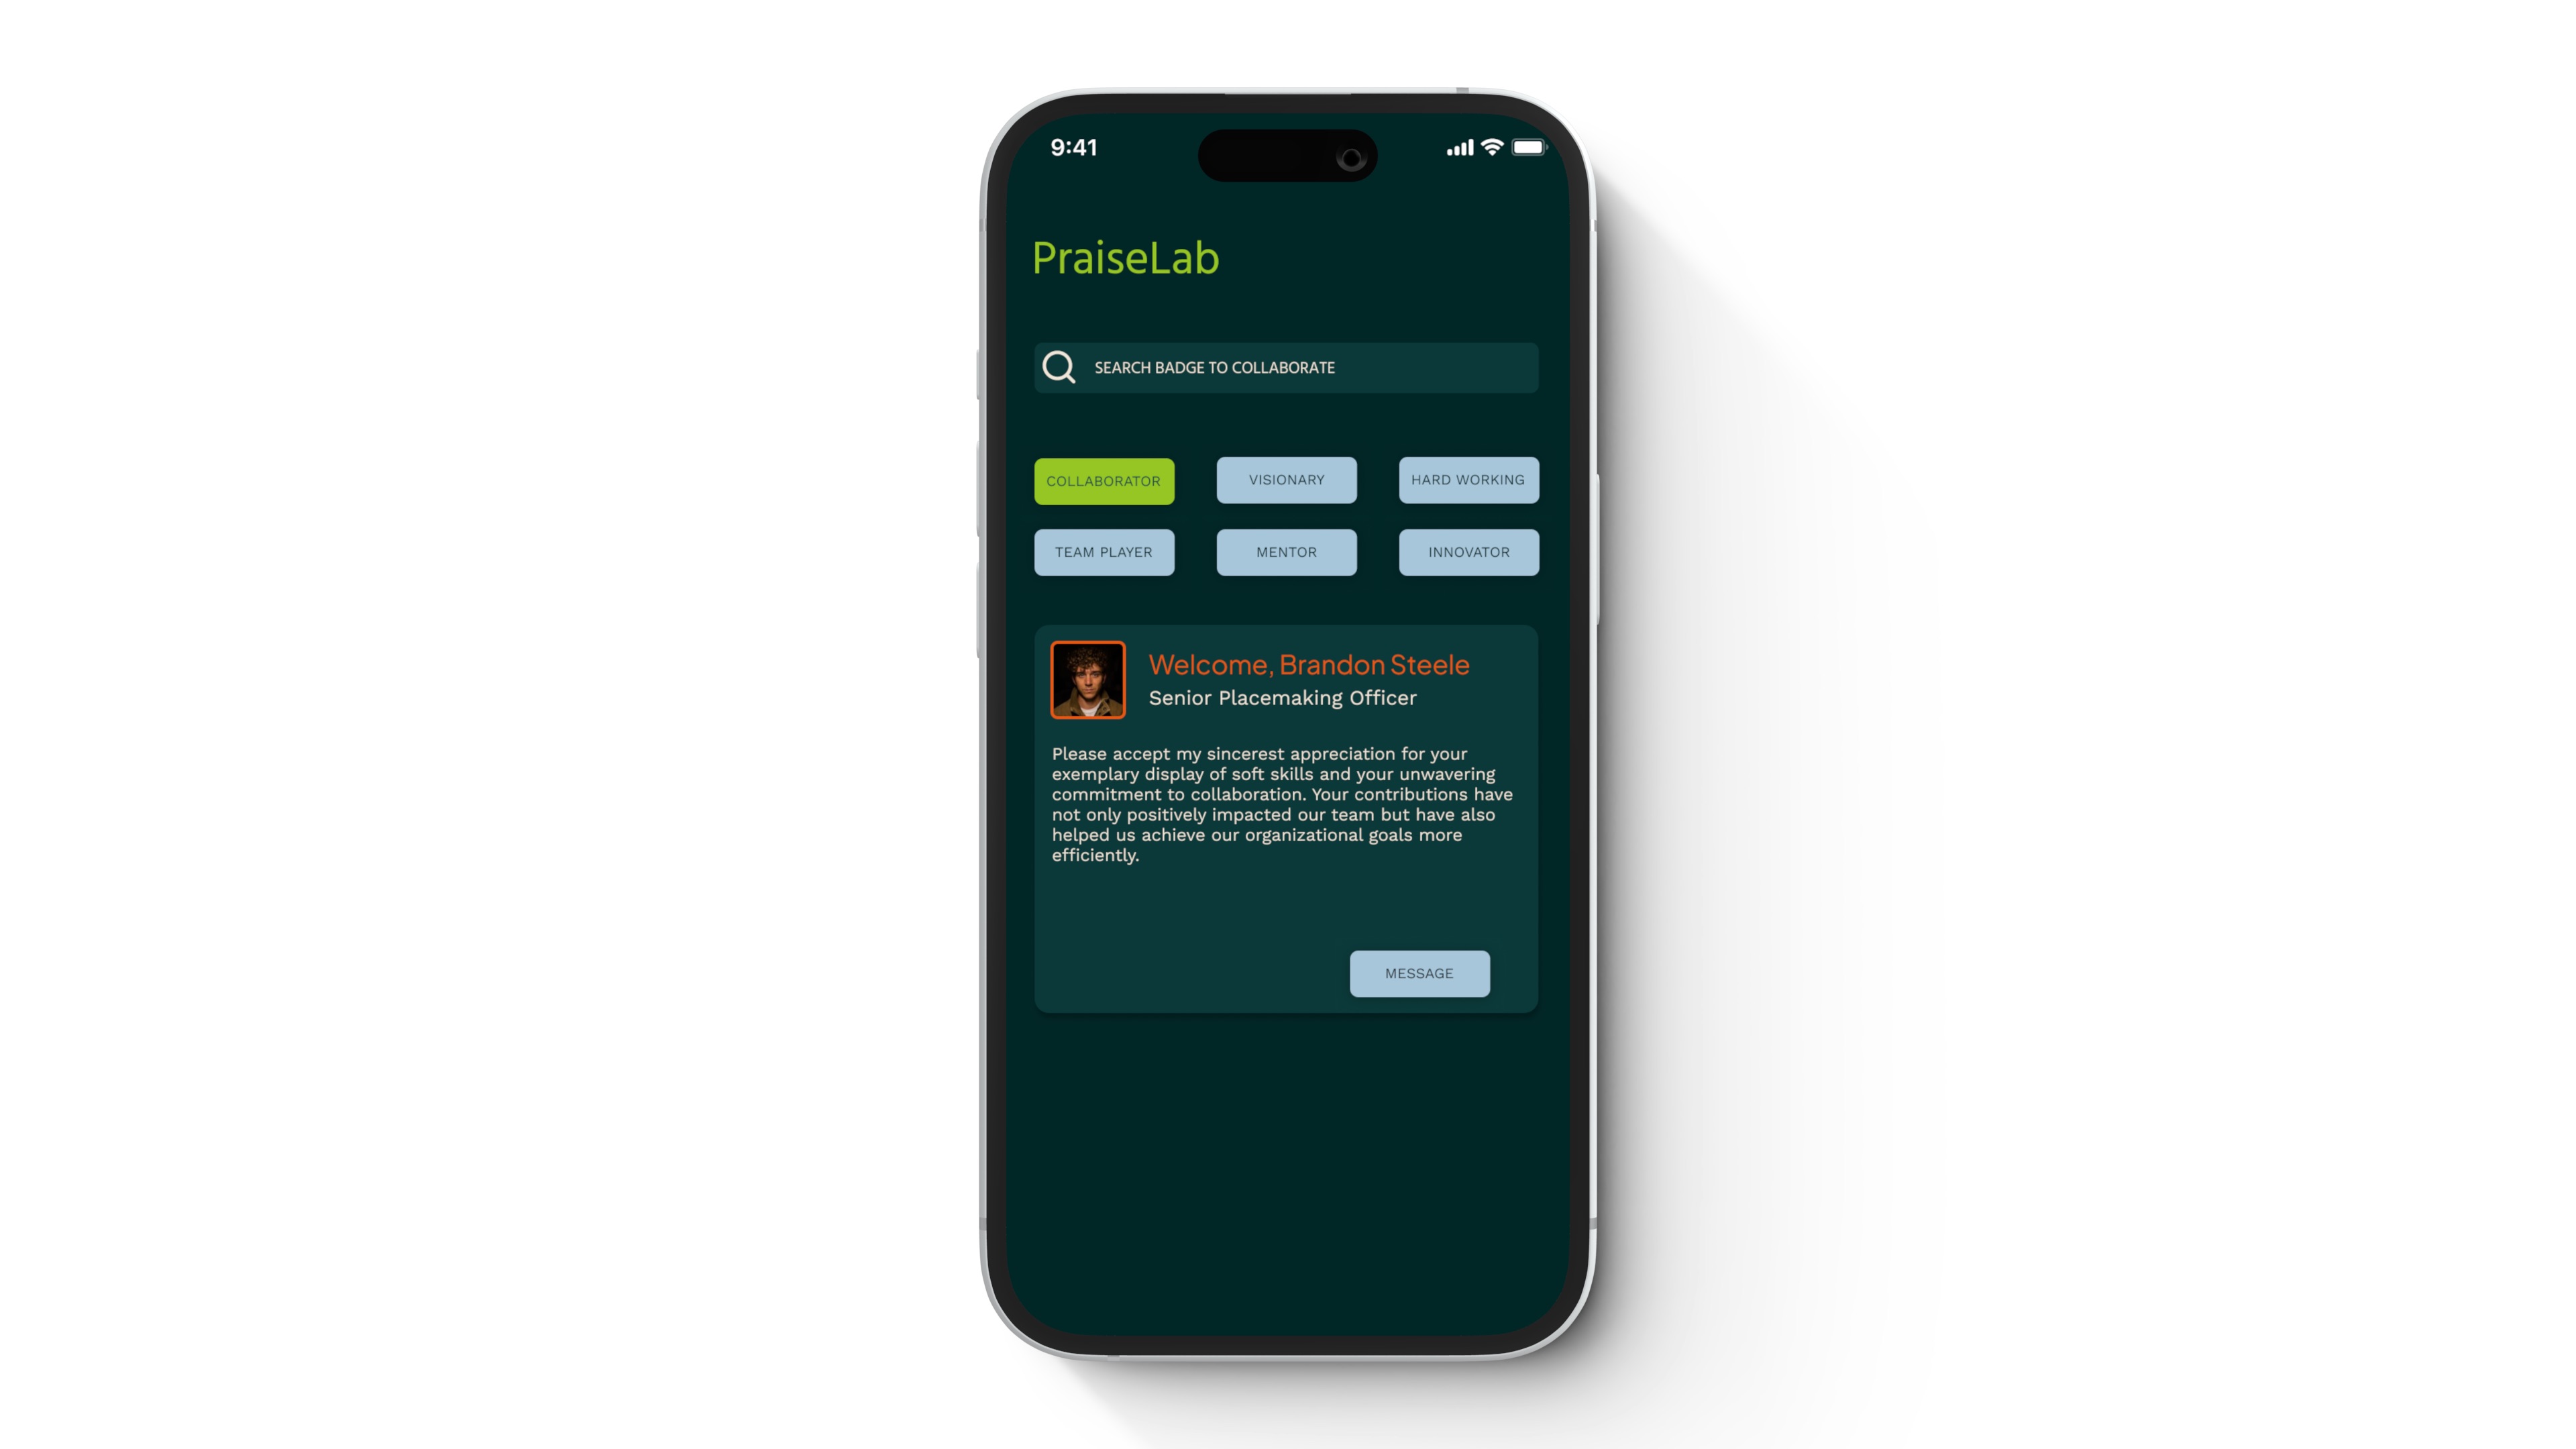 9:41
PraiseLab
SEARCH BADGE TO COLLABORATE
COLLABORATOR
VISIONARY
HARD WORKING
TEAM PLAYER
MENTOR
INNOVATOR
Welcome, Brandon Steele
Senior Placemaking Officer
Please accept my sincerest appreciation for your
exemplary display of soft skills and your unwavering
commitment to collaboration. Your contributions have
not only positively impacted our team but have also
helped us achieve our organizational goals more
efficiently.
MESSAGE